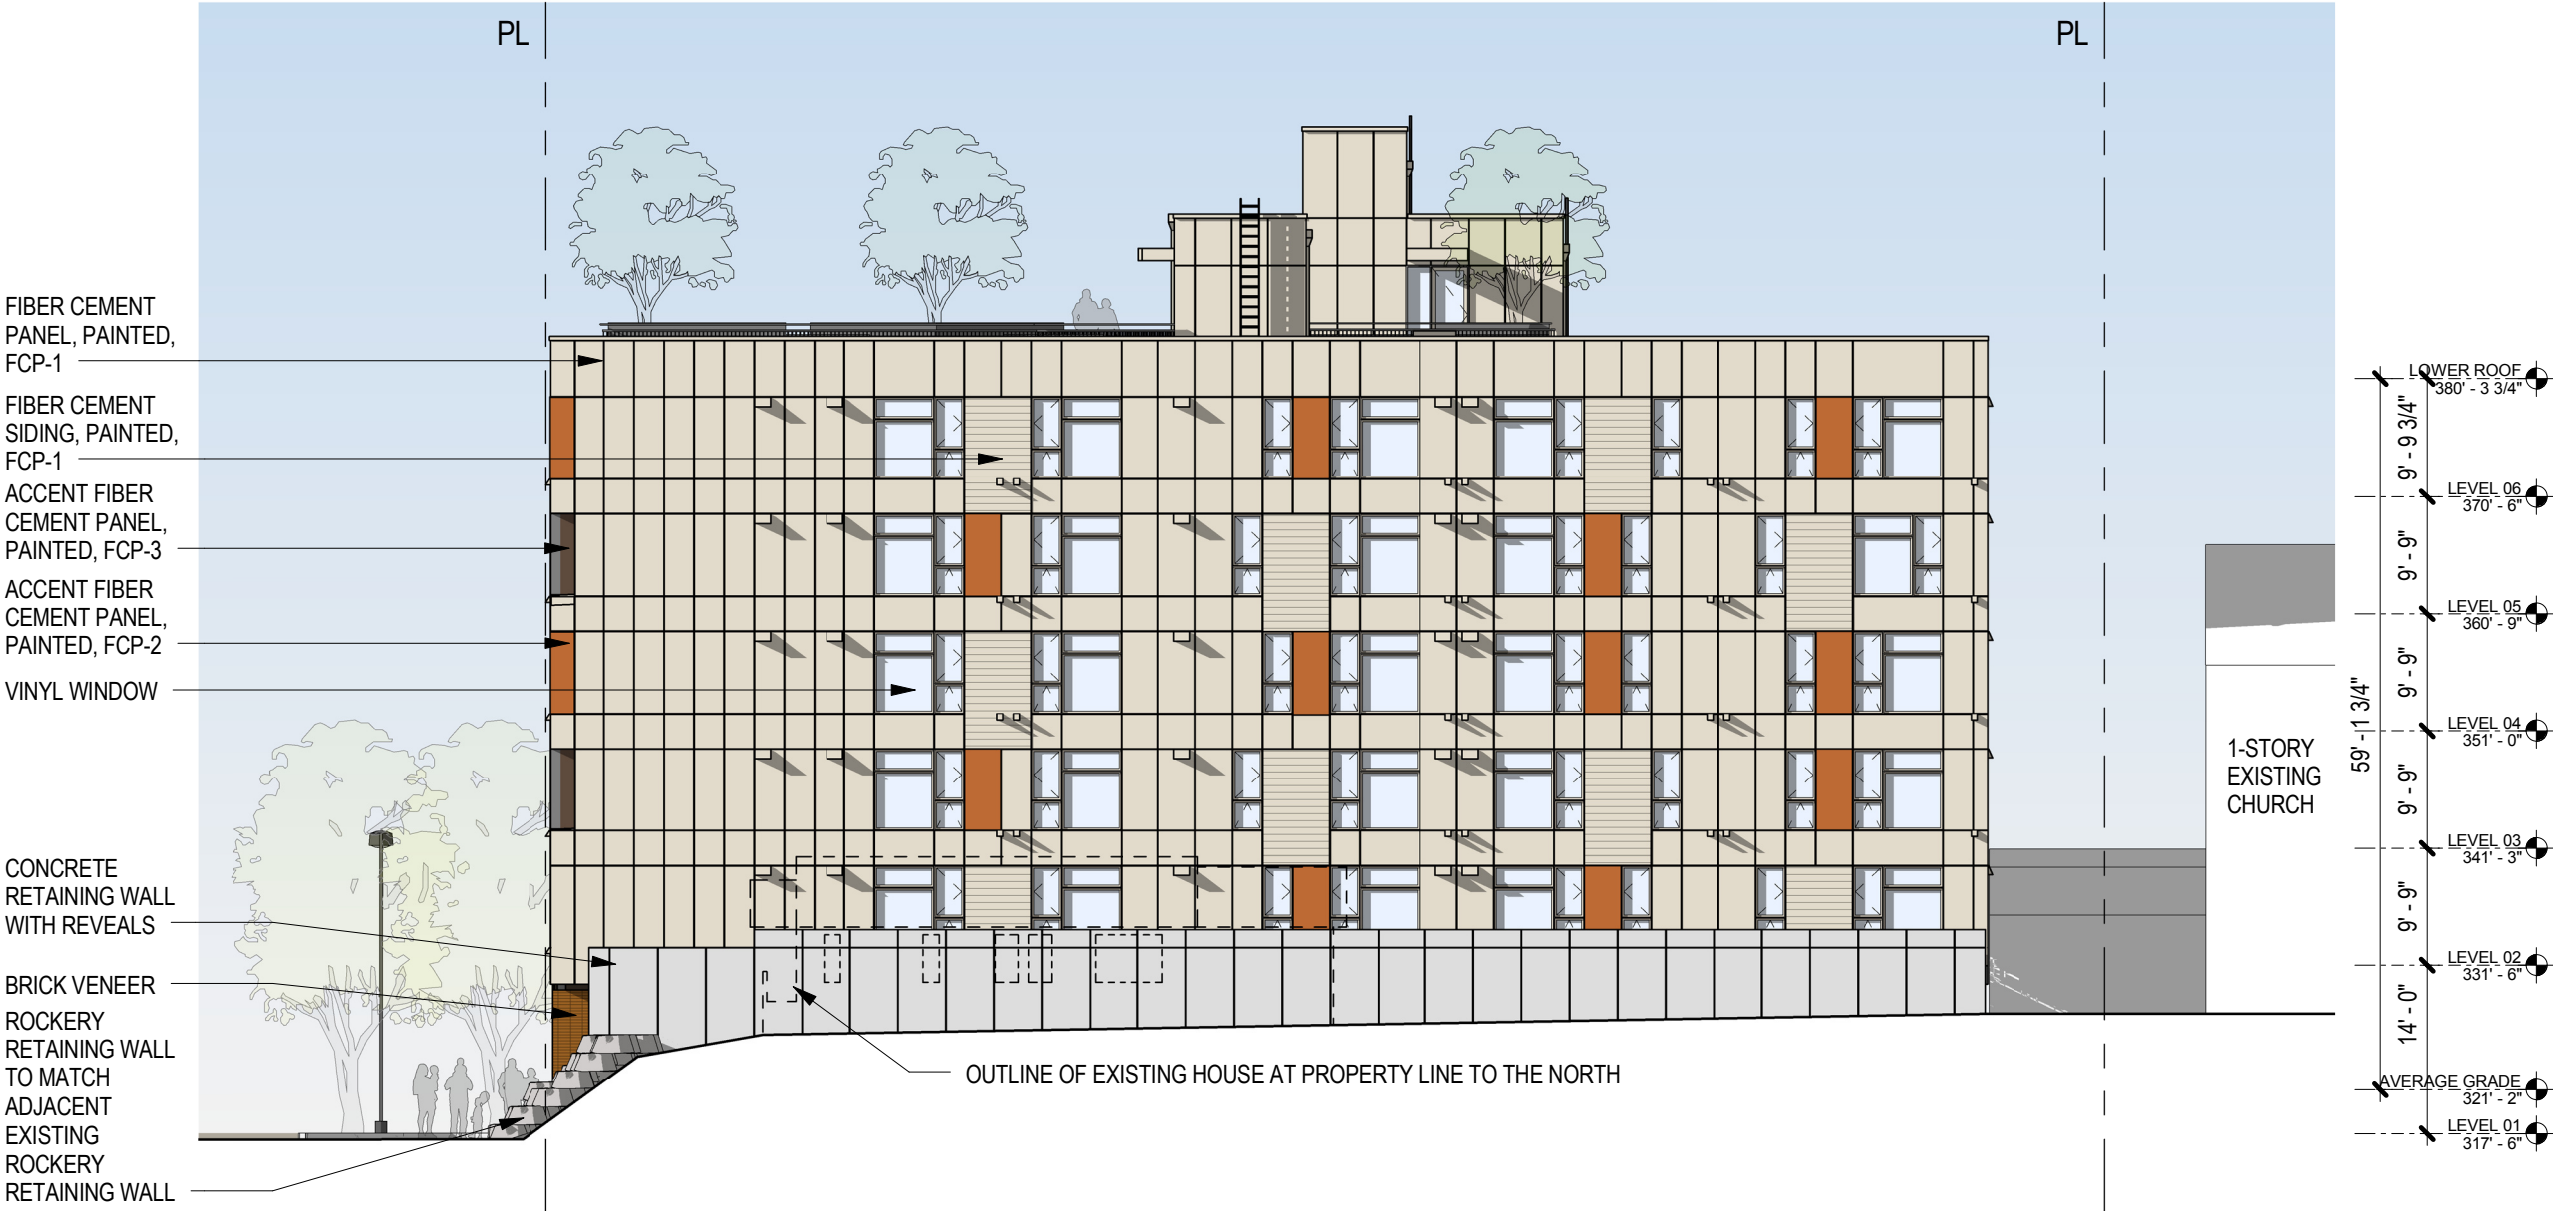 PL
PL
FIBER CEMENT
PANEL, PAINTED,
FCP-1
FIBER CEMENT
SIDING, PAINTED,
FCP-1
ACCENT FIBER
CEMENT PANEL,
PAINTED, FCP-3
ACCENT FIBER
CEMENT PANEL,
PAINTED, FCP-2
VINYL WINDOW
CONCRETE
RETAINING WALL
WITH REVEALS
BRICK VENEER
ROCKERY
RETAINING WALL
TO MATCH
ADJACENT
EXISTING
ROCKERY
RETAINING WALL
OUTLINE OF EXISTING HOUSE AT PROPERTY LINE TO THE NORTH
1-STORY
EXISTING
CHURCH
59' - 1 3/4"
9' - 9 3/4"
9' - 9"
9' - 9"
9' - 9"
9' - 9"
14' - 0"
LOWER ROOF
380' - 3 3/4"
LEVEL 06
370' - 6"
LEVEL 05
360' - 9"
LEVEL 04
351' - 0"
LEVEL 03
341' - 3"
LEVEL 02
331' - 6"
AVERAGE GRADE
321' - 2"
LEVEL 01
317' - 6"